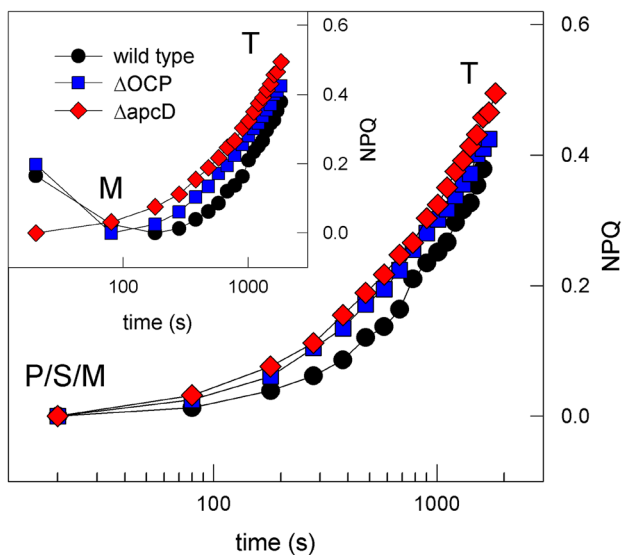 T
wild type
ΔOCP
ΔapcD
M
0.6
0.4
0.2
0.0
NPQ
100
1000
time (s)
T
P/S/M
0.6
0.4
0.2
0.0
NPQ
100
1000
time (s)